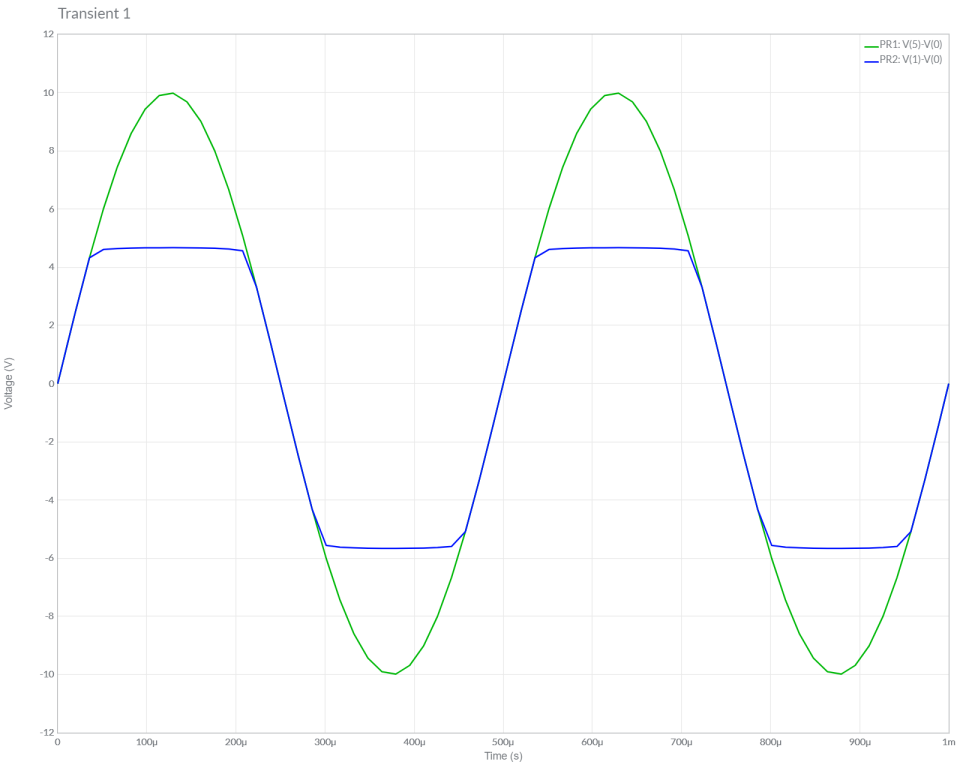 Transient 1
PR1: V(5)-V(0)
PR2: V(1)-V(0)
12
10
8
6
4
2
0
-2
-4
-6
-8
-10
-12
Voltage (V)
0 100µ 200µ 300µ 400µ 500µ 600µ 700µ 800µ 900µ 1m
Time (s)